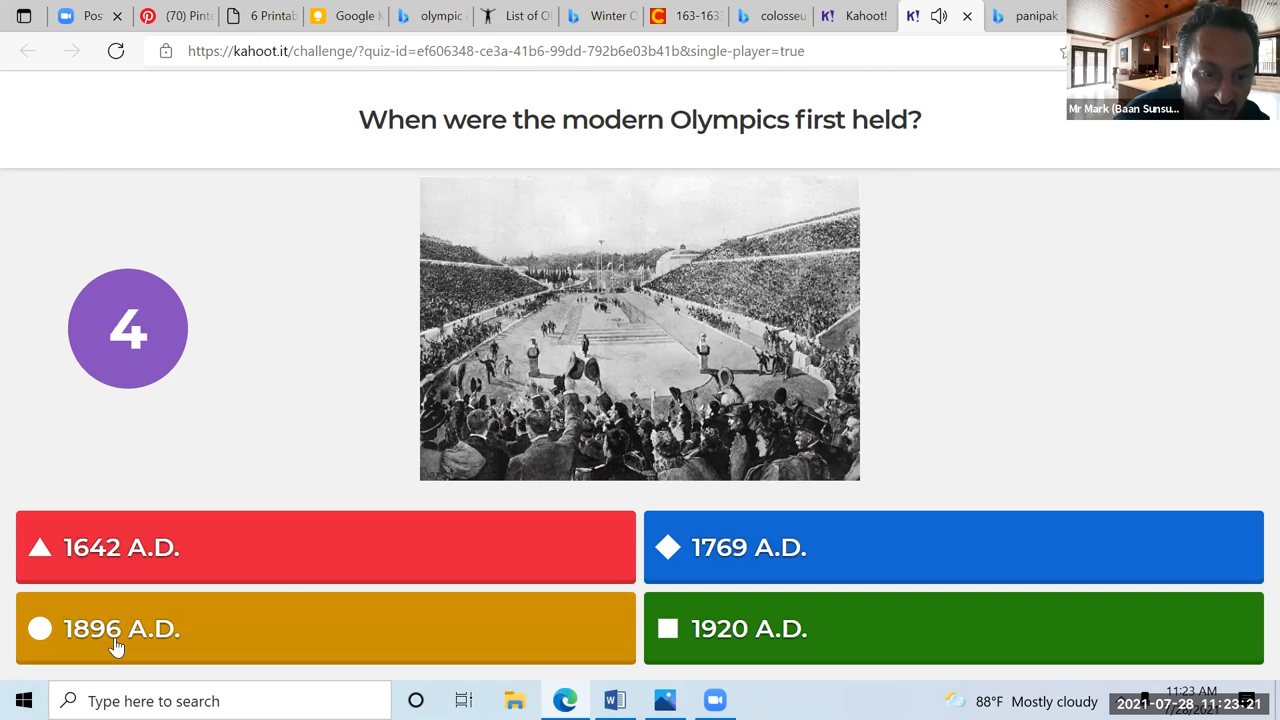 Pos
(70) Pint
6 Printab
Google K
olympic
List of Ol
Winter O
163-163
colosseu
Kahoot!
K!
panipak
https://kahoot.it/challenge/?quiz-id=ef606348-ce3a-41b6-99dd-792b6e03b41b&single-player=true
Mr Mark (Baan Sunsu...
When were the modern Olympics first held?
4
1642 A.D.
1769 A.D.
1896 A.D.
1920 A.D.
Type here to search
88°F Mostly cloudy
11:23 AM
2021-07-28 11:23:21